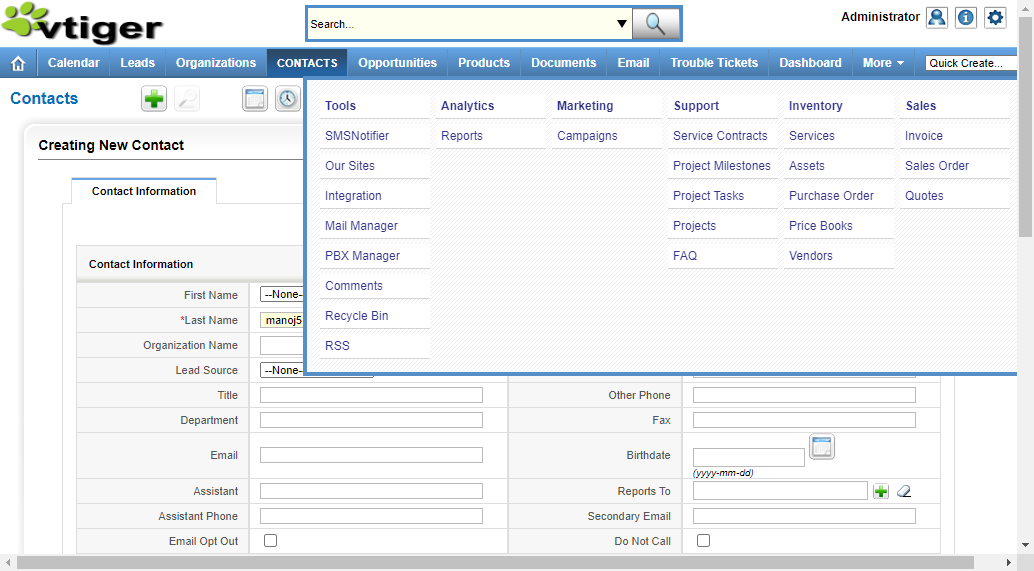 vtiger
Search...
Administrator
Calendar Leads Organizations CONTACTS Opportunities Products Documents Email Trouble Tickets Dashboard More Quick Create...
Contacts
Tools Analytics Marketing Support Inventory Sales
SMSNotifier Reports Campaigns Service Contracts Services Invoice
Our Sites Project Milestones Assets Sales Order
Integration Project Tasks Purchase Order Quotes
Mail Manager Projects Price Books
PBX Manager FAQ Vendors
Comments
Recycle Bin
RSS
Creating New Contact
Contact Information
Contact Information
First Name --None-
*Last Name manoj5
Organization Name
Lead Source --None-
Title Other Phone
Department Fax
Email Birthdate
(yyyy-mm-dd)
Assistant Reports To
Assistant Phone Secondary Email
Email Opt Out Do Not Call